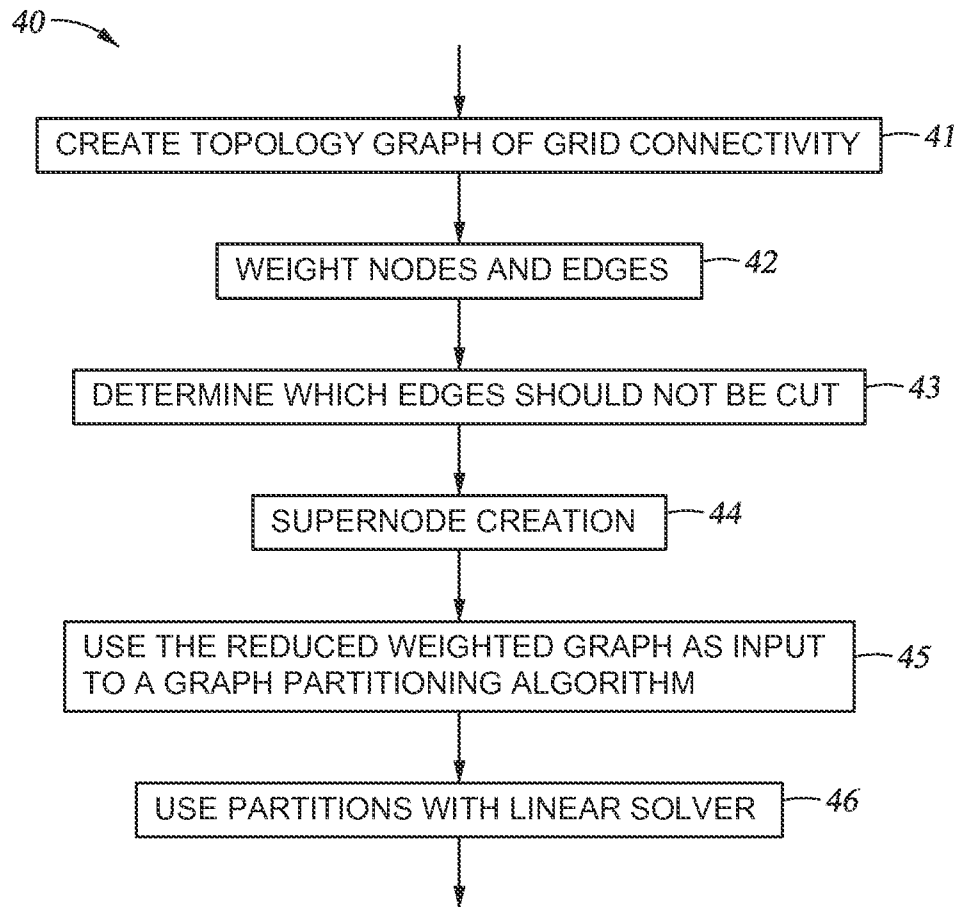 40
CREATE TOPOLOGY GRAPH OF GRID CONNECTIVITY 41
WEIGHT NODES AND EDGES 42
DETERMINE WHICH EDGES SHOULD NOT BE CUT 43
SUPERNODE CREATION 44
USE THE REDUCED WEIGHTED GRAPH AS INPUT
TO A GRAPH PARTITIONING ALGORITHM 45
USE PARTITIONS WITH LINEAR SOLVER 46